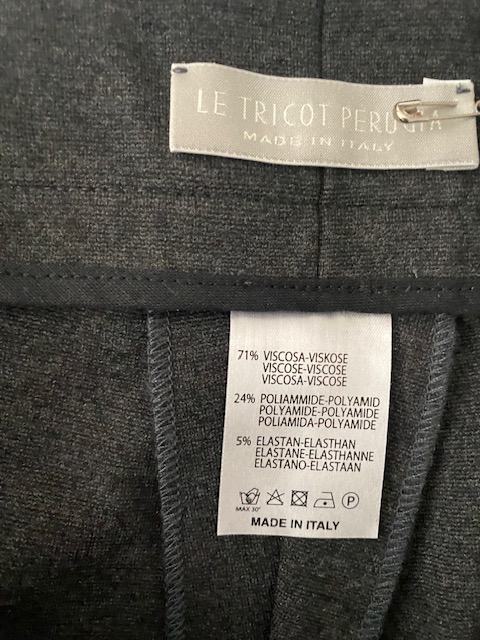 LE TRICOT PERUGIA
MADE IN ITALY
71% VISCOSA-VISKOSE
VISCOSE-VISCOSE
VISCOSA-VISCOSE
24% POLIAMMIDE-POLYAMID
POLYAMIDE-POLYAMIDE
POLIAMIDA-POLYAMIDE
5% ELASTAN-ELASTHAN
ELASTANE-ELASTHANNE
ELASTANO-ELASTAAN
P
MAX 30°
MADE IN ITALY